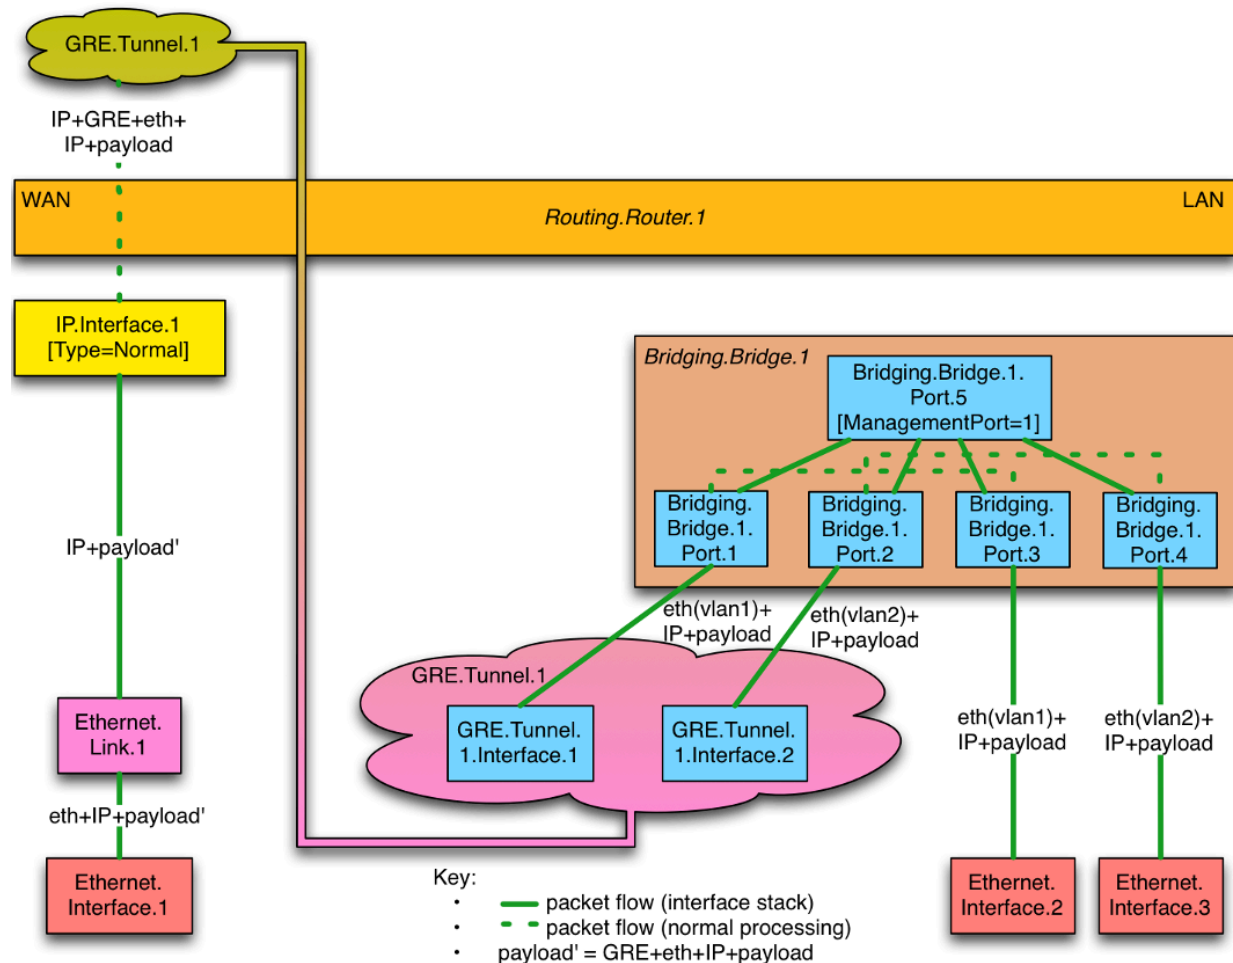 GRE.Tunnel.1
IP+GRE+eth+
IP+payload
WAN
Routing.Router.1
LAN
IP.Interface.1
[Type=Normal]
Bridging.Bridge.1
Bridging.Bridge.1.
Port.5
[ManagementPort=1]
Bridging.
Bridge.1.
Port.1
Bridging.
Bridge.1.
Port.2
Bridging.
Bridge.1.
Port.3
Bridging.
Bridge.1.
Port.4
IP+payload'
eth(vlan1)+
IP+payload
eth(vlan2)+
IP+payload
GRE.Tunnel.1
GRE.Tunnel.
1.Interface.1
GRE.Tunnel.
1.Interface.2
Ethernet.
Link.1
eth(vlan1)+
IP+payload
eth(vlan2)+
IP+payload
eth+IP+payload'
Ethernet.
Interface.1
Ethernet.
Interface.2
Ethernet.
Interface.3
Key:
• packet flow (interface stack)
• packet flow (normal processing)
• payload' = GRE+eth+IP+payload